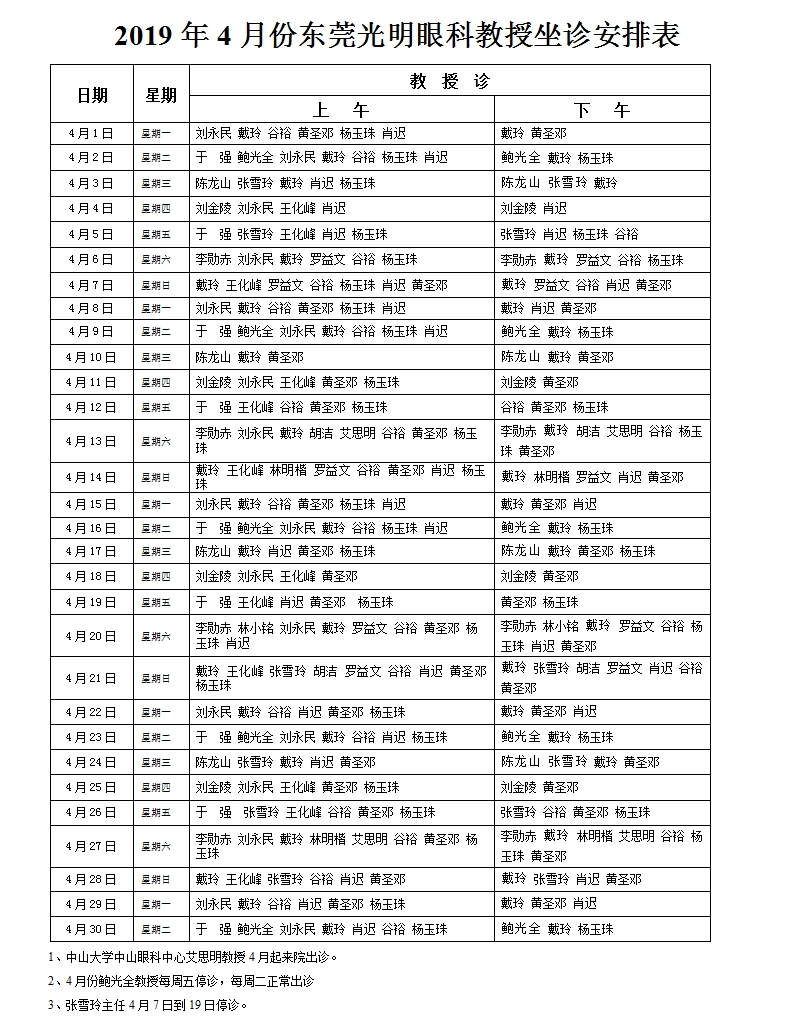 2019 年 4 月份东莞光明眼科教授坐诊安排表
日期 星期 教 授 诊
上 午 下 午
4 月 1 日 星期一 刘永民 戴玲 谷裕 黄圣邓 杨玉珠 肖迟 戴玲 黄圣邓
4 月 2 日 星期二 于 强 鲍光全 刘永民 戴玲 谷裕 杨玉珠 肖迟 鲍光全 戴玲 杨玉珠
4 月 3 日 星期三 陈龙山 张雪玲 戴玲 肖迟 杨玉珠 陈龙山 张雪玲 戴玲
4 月 4 日 星期四 刘金陵 刘永民 王化峰 肖迟 刘金陵 肖迟
4 月 5 日 星期五 于 强 张雪玲 王化峰 肖迟 杨玉珠 张雪玲 肖迟 杨玉珠 谷裕
4 月 6 日 星期六 李勋赤 刘永民 戴玲 罗益文 谷裕 杨玉珠 李勋赤 戴玲 罗益文 谷裕 杨玉珠
4 月 7 日 星期日 戴玲 王化峰 罗益文 谷裕 杨玉珠 肖迟 黄圣邓 戴玲 罗益文 谷裕 肖迟 黄圣邓
4 月 8 日 星期一 刘永民 戴玲 谷裕 黄圣邓 杨玉珠 肖迟 戴玲 肖迟 黄圣邓
4 月 9 日 星期二 于 强 鲍光全 刘永民 戴玲 谷裕 杨玉珠 肖迟 鲍光全 戴玲 杨玉珠
4 月 10 日 星期三 陈龙山 戴玲 黄圣邓 陈龙山 戴玲 黄圣邓
4 月 11 日 星期四 刘金陵 刘永民 王化峰 黄圣邓 杨玉珠 刘金陵 黄圣邓
4 月 12 日 星期五 于 强 王化峰 谷裕 黄圣邓 杨玉珠 谷裕 黄圣邓 杨玉珠
4 月 13 日 星期六 李勋赤 刘永民 戴玲 胡洁 艾思明 谷裕 黄圣邓 杨玉 李勋赤 戴玲 胡洁 艾思明 谷裕 杨玉
珠 珠 黄圣邓
4 月 14 日 星期日 戴玲 王化峰 林明楷 罗益文 谷裕 黄圣邓 肖迟 杨玉 戴玲 林明楷 罗益文 肖迟 黄圣邓
珠
4 月 15 日 星期一 刘永民 戴玲 谷裕 黄圣邓 杨玉珠 肖迟 戴玲 黄圣邓 肖迟
4 月 16 日 星期二 于 强 鲍光全 刘永民 戴玲 谷裕 杨玉珠 肖迟 鲍光全 戴玲 杨玉珠
4 月 17 日 星期三 陈龙山 戴玲 肖迟 黄圣邓 杨玉珠 陈龙山 戴玲 黄圣邓 杨玉珠
4 月 18 日 星期四 刘金陵 刘永民 王化峰 黄圣邓 刘金陵 黄圣邓
4 月 19 日 星期五 于 强 王化峰 肖迟 黄圣邓 杨玉珠 黄圣邓 杨玉珠
4 月 20 日 星期六 李勋赤 林小铭 刘永民 戴玲 罗益文 谷裕 黄圣邓 杨 李勋赤 林小铭 戴玲 罗益文 谷裕 杨
玉珠 肖迟 玉珠 肖迟 黄圣邓
4 月 21 日 星期日 戴玲 王化峰 张雪玲 胡洁 罗益文 谷裕 肖迟 黄圣邓 戴玲 张雪玲 胡洁 罗益文 肖迟 谷裕
杨玉珠 黄圣邓
4 月 22 日 星期一 刘永民 戴玲 谷裕 肖迟 黄圣邓 杨玉珠 戴玲 黄圣邓 肖迟
4 月 23 日 星期二 于 强 鲍光全 刘永民 戴玲 谷裕 肖迟 杨玉珠 鲍光全 戴玲 杨玉珠
4 月 24 日 星期三 陈龙山 张雪玲 戴玲 肖迟 黄圣邓 陈龙山 张雪玲 戴玲 黄圣邓
4 月 25 日 星期四 刘金陵 刘永民 王化峰 黄圣邓 杨玉珠 刘金陵 黄圣邓
4 月 26 日 星期五 于 强 张雪玲 王化峰 谷裕 黄圣邓 杨玉珠 张雪玲 谷裕 黄圣邓 杨玉珠
4 月 27 日 星期六 李勋赤 刘永民 戴玲 林明楷 艾思明 谷裕 黄圣邓 杨 李勋赤 戴玲 林明楷 艾思明 谷裕 杨
玉珠 玉珠 黄圣邓
4 月 28 日 星期日 戴玲 王化峰 张雪玲 谷裕 肖迟 黄圣邓 戴玲 张雪玲 肖迟 黄圣邓
4 月 29 日 星期一 刘永民 戴玲 谷裕 肖迟 黄圣邓 杨玉珠 戴玲 黄圣邓 肖迟
4 月 30 日 星期二 于 强 鲍光全 刘永民 戴玲 肖迟 谷裕 杨玉珠 鲍光全 戴玲 杨玉珠
1、中山大学中山眼科中心艾思明教授 4 月起来院出诊。
2、4 月份鲍光全教授每周五停诊，每周二正常出诊
3、张雪玲主任 4 月 7 日到 19 日停诊。